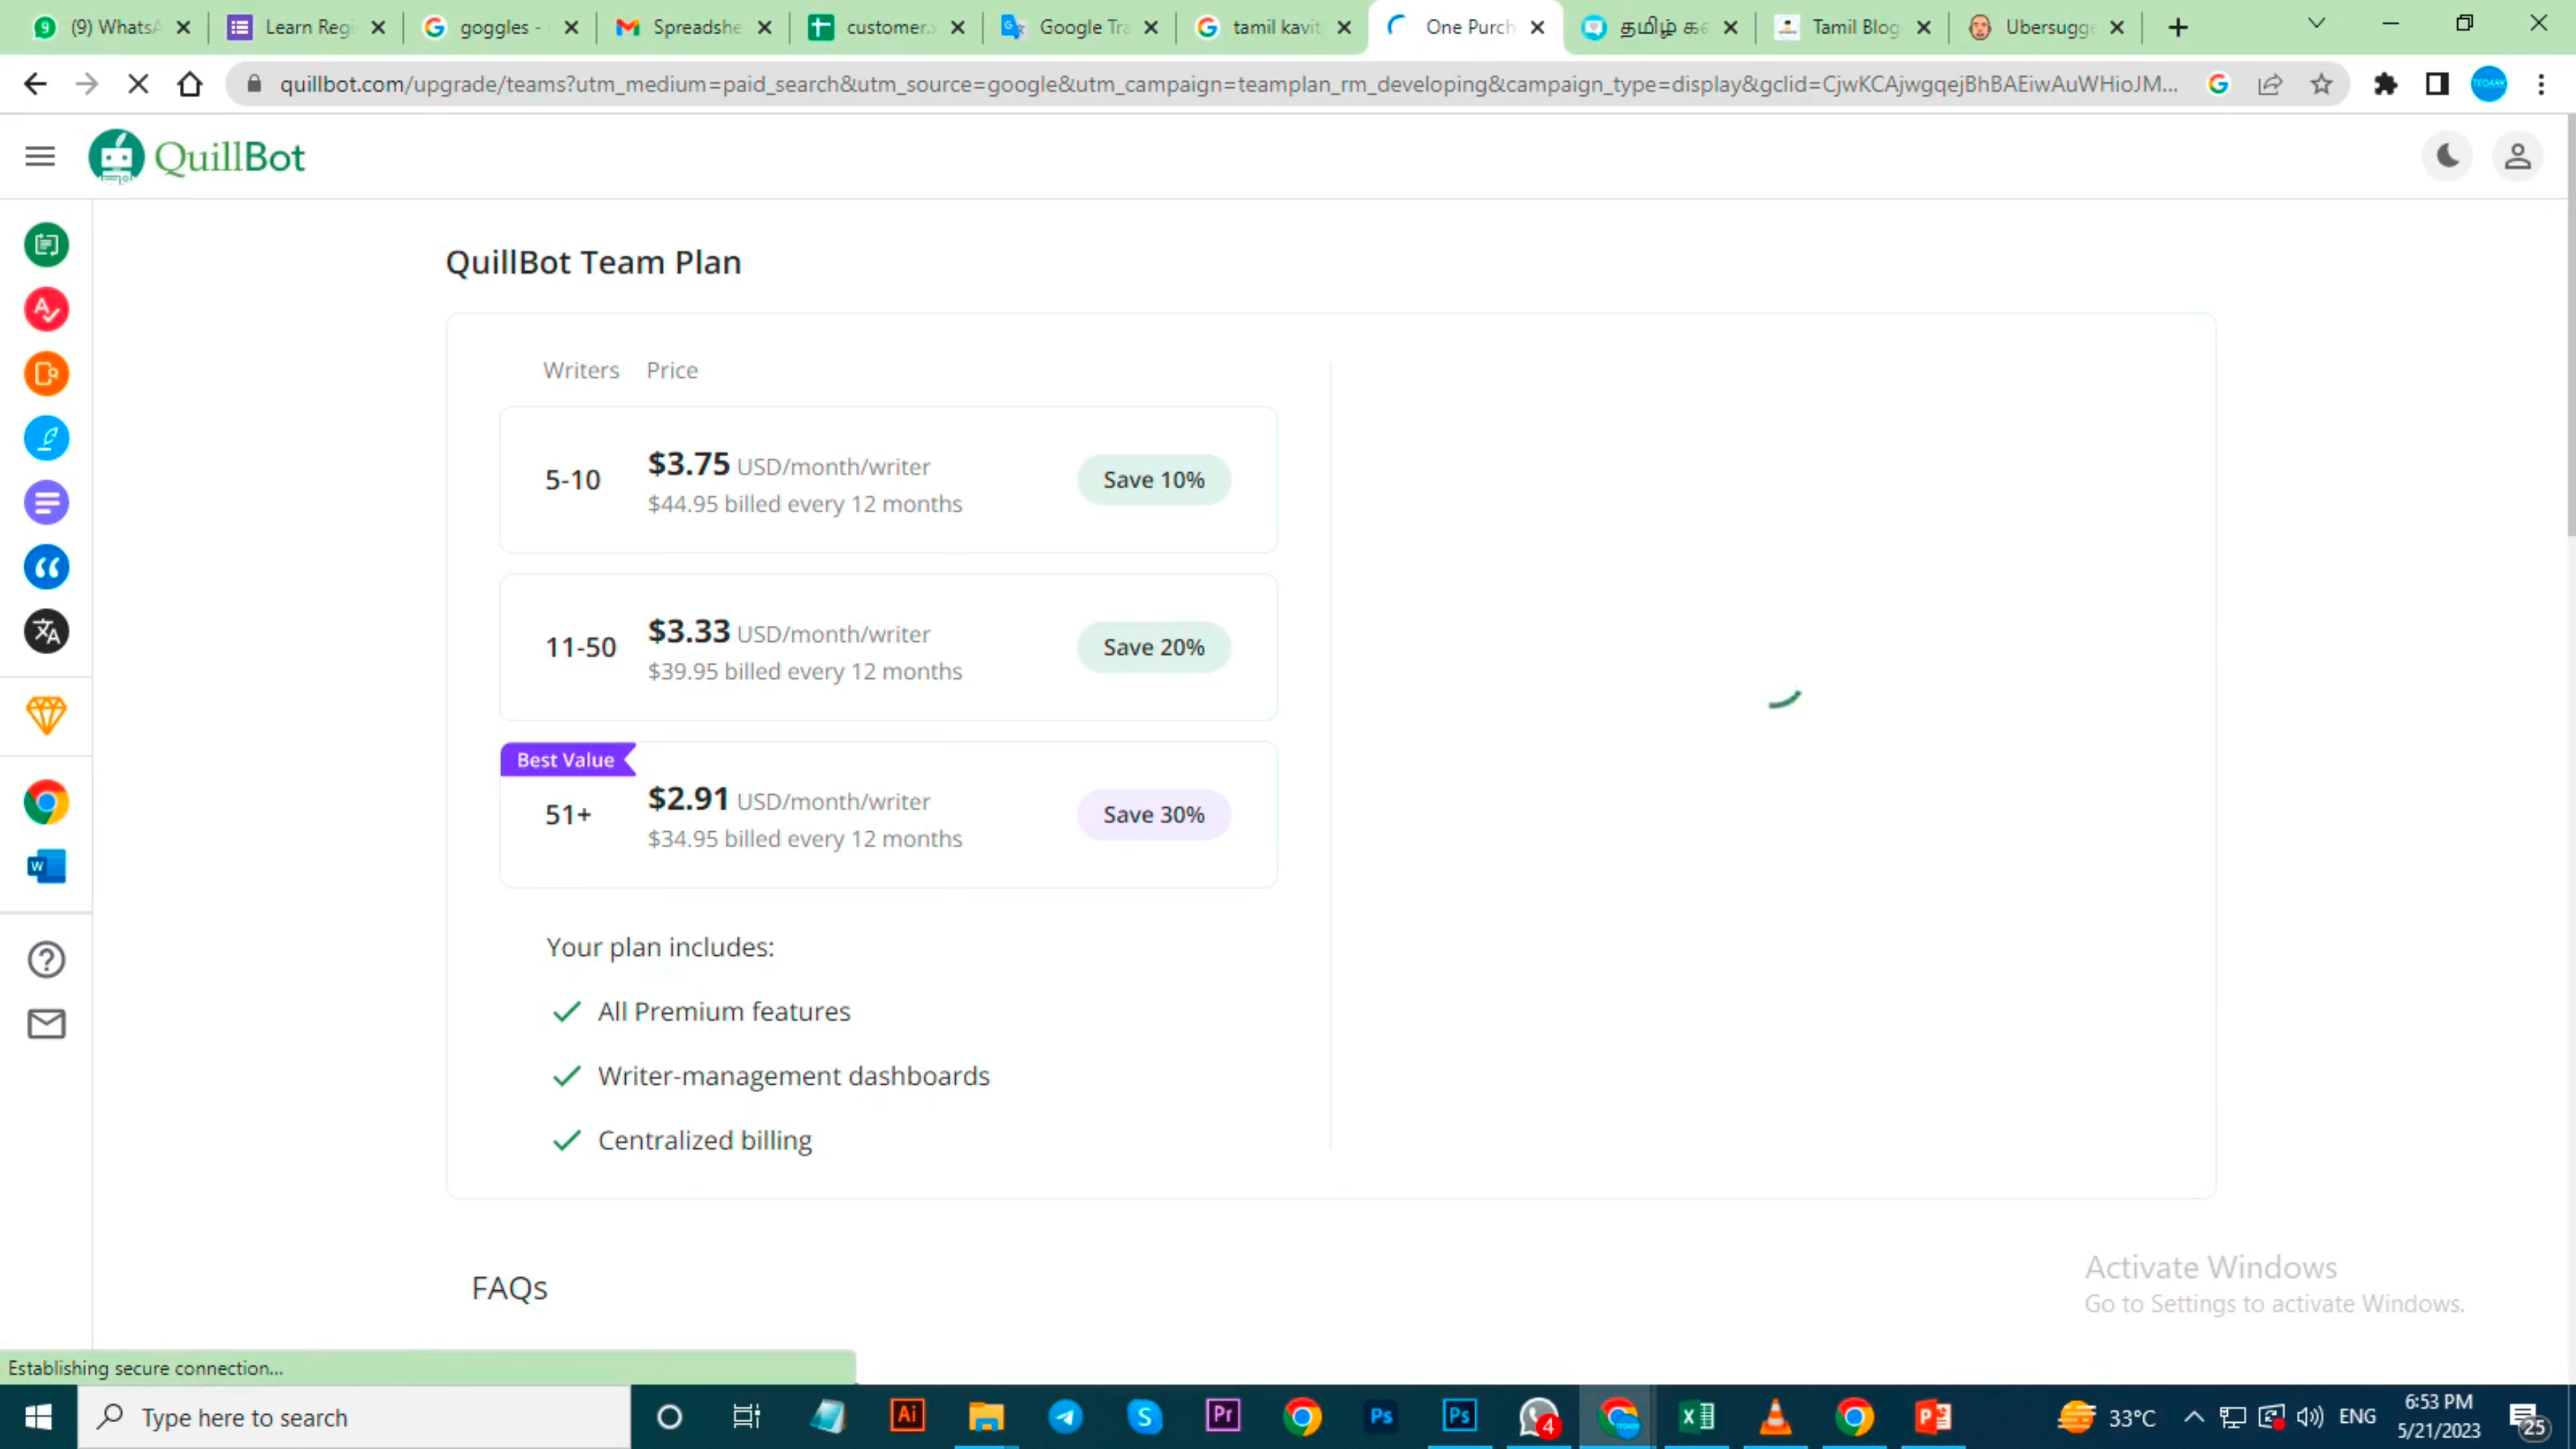 (9) WhatsA
Learn Regi
goggles -
Spreadshe
customer.x
Google Tra
tamil kavit
One Purch
தமிழ் க
Tamil Blog
Ubersugge
quillbot.com/upgrade/teams?utm_medium=paid_search&utm_source=google&utm_campaign=teamplan_rm_developing&campaign_type=display&gclid=CjwKCAjwgqejBhBAEiwAuWHioJM...
QuillBot
QuillBot Team Plan
Writers Price
5-10
$3.75 USD/month/writer
$44.95 billed every 12 months
Save 10%
11-50
$3.33 USD/month/writer
$39.95 billed every 12 months
Save 20%
Best Value
51+
$2.91 USD/month/writer
$34.95 billed every 12 months
Save 30%
Your plan includes:
All Premium features
Writer-management dashboards
Centralized billing
FAQs
Activate Windows
Go to Settings to activate Windows.
Establishing secure connection...
Type here to search
33°C
ENG
6:53 PM
5/21/2023
25